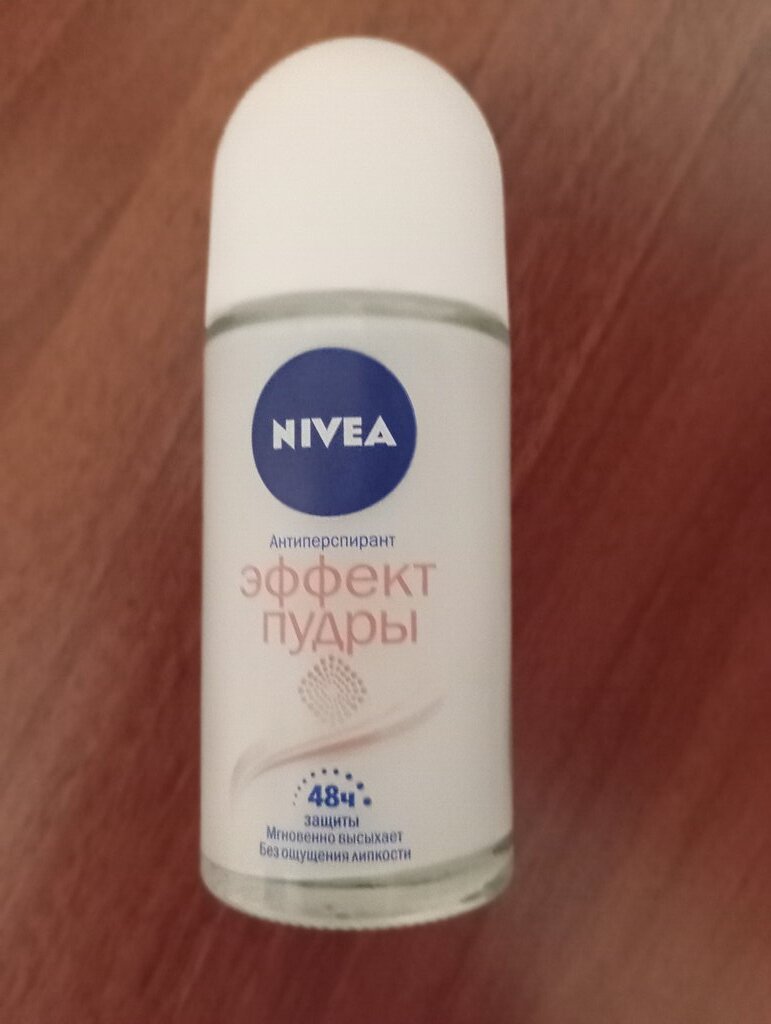 NIVEA
Антиперспирант
эффект
пудры
48ч
защиты
Мгновенно высыхает
Без ощущения липкости